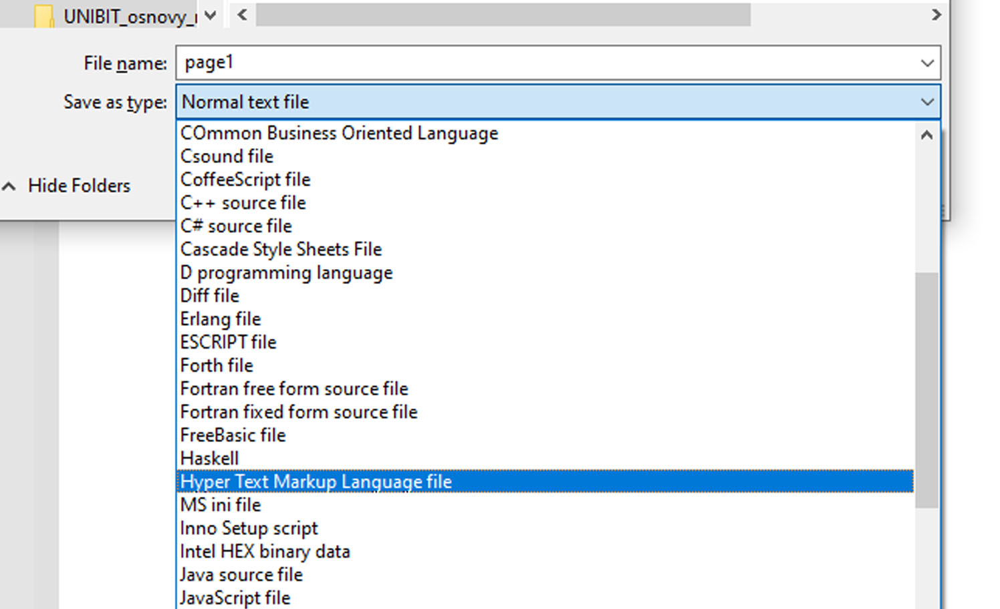 UNIBIT_osnovy_
File name: page1
Save as type: Normal text file
COmmon Business Oriented Language
Csound file
CoffeeScript file
Hide Folders
C++ source file
C# source file
Cascade Style Sheets File
D programming language
Diff file
Erlang file
ESCRIPT file
Forth file
Fortran free form source file
Fortran fixed form source file
FreeBasic file
Haskell
Hyper Text Markup Language file
MS ini file
Inno Setup script
Intel HEX binary data
Java source file
JavaScript file